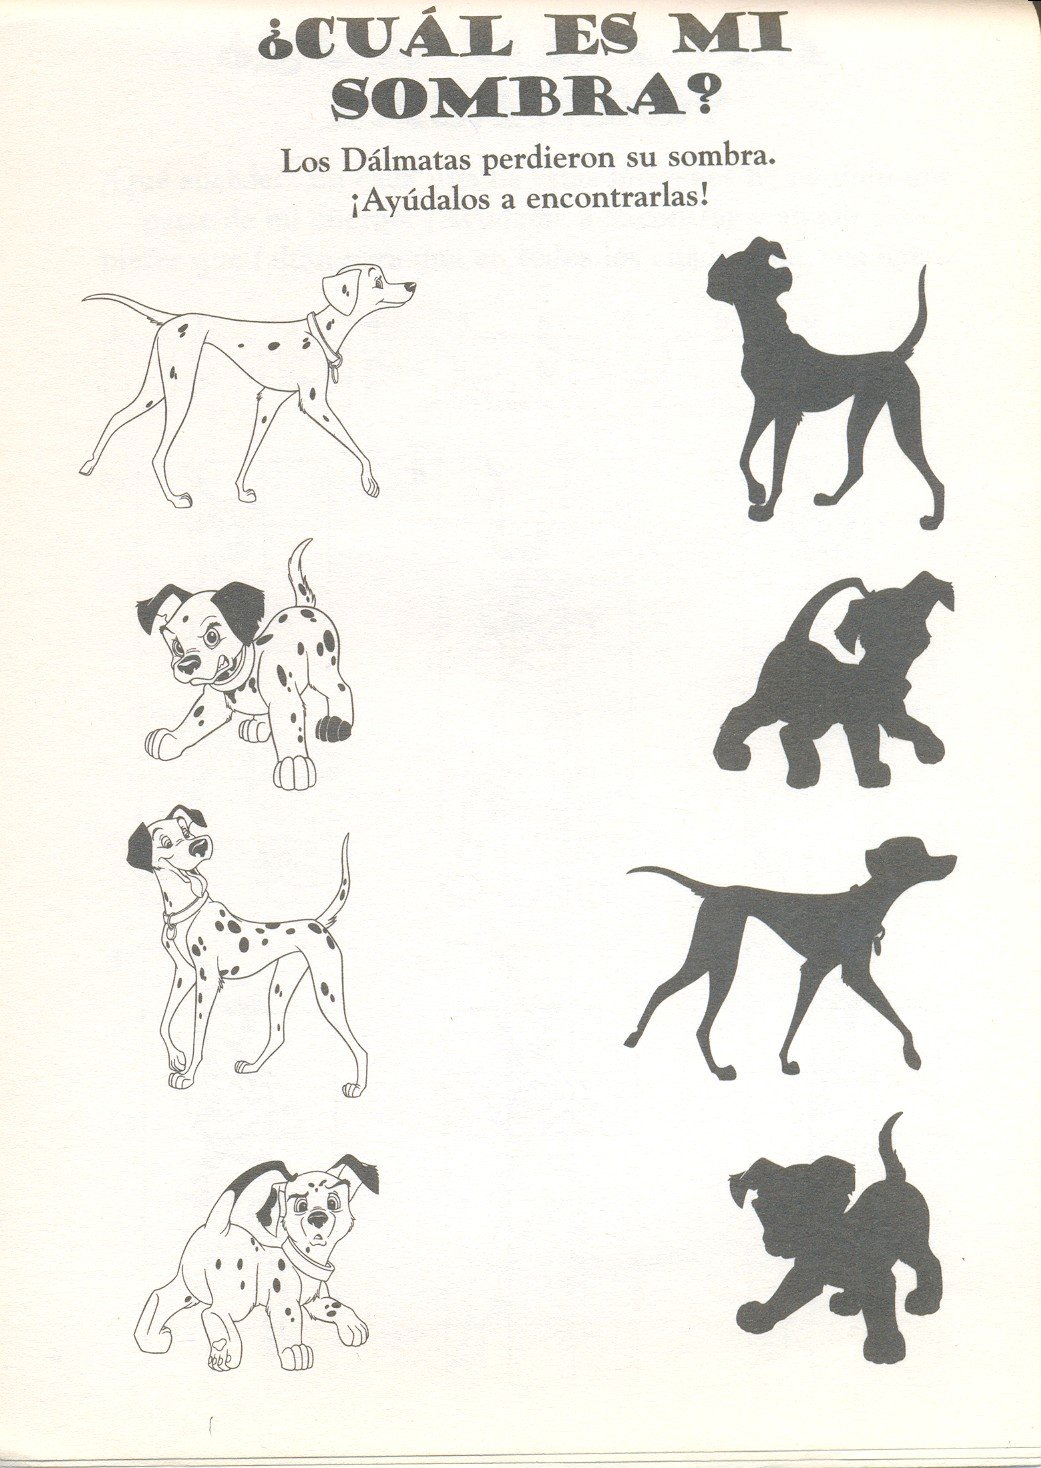 ¿CUÁL ES MI
SOMBRA?
Los Dálmatas perdieron su sombra.
¡Ayúdalos a encontrarlas!